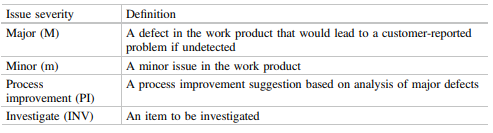 Issue severity Definition
Major (M) A defect in the work product that would lead to a customer-reported
problem if undetected
Minor (m) A minor issue in the work product
Process A process improvement suggestion based on analysis of major defects
improvement (PI)
Investigate (INV) An item to be investigated